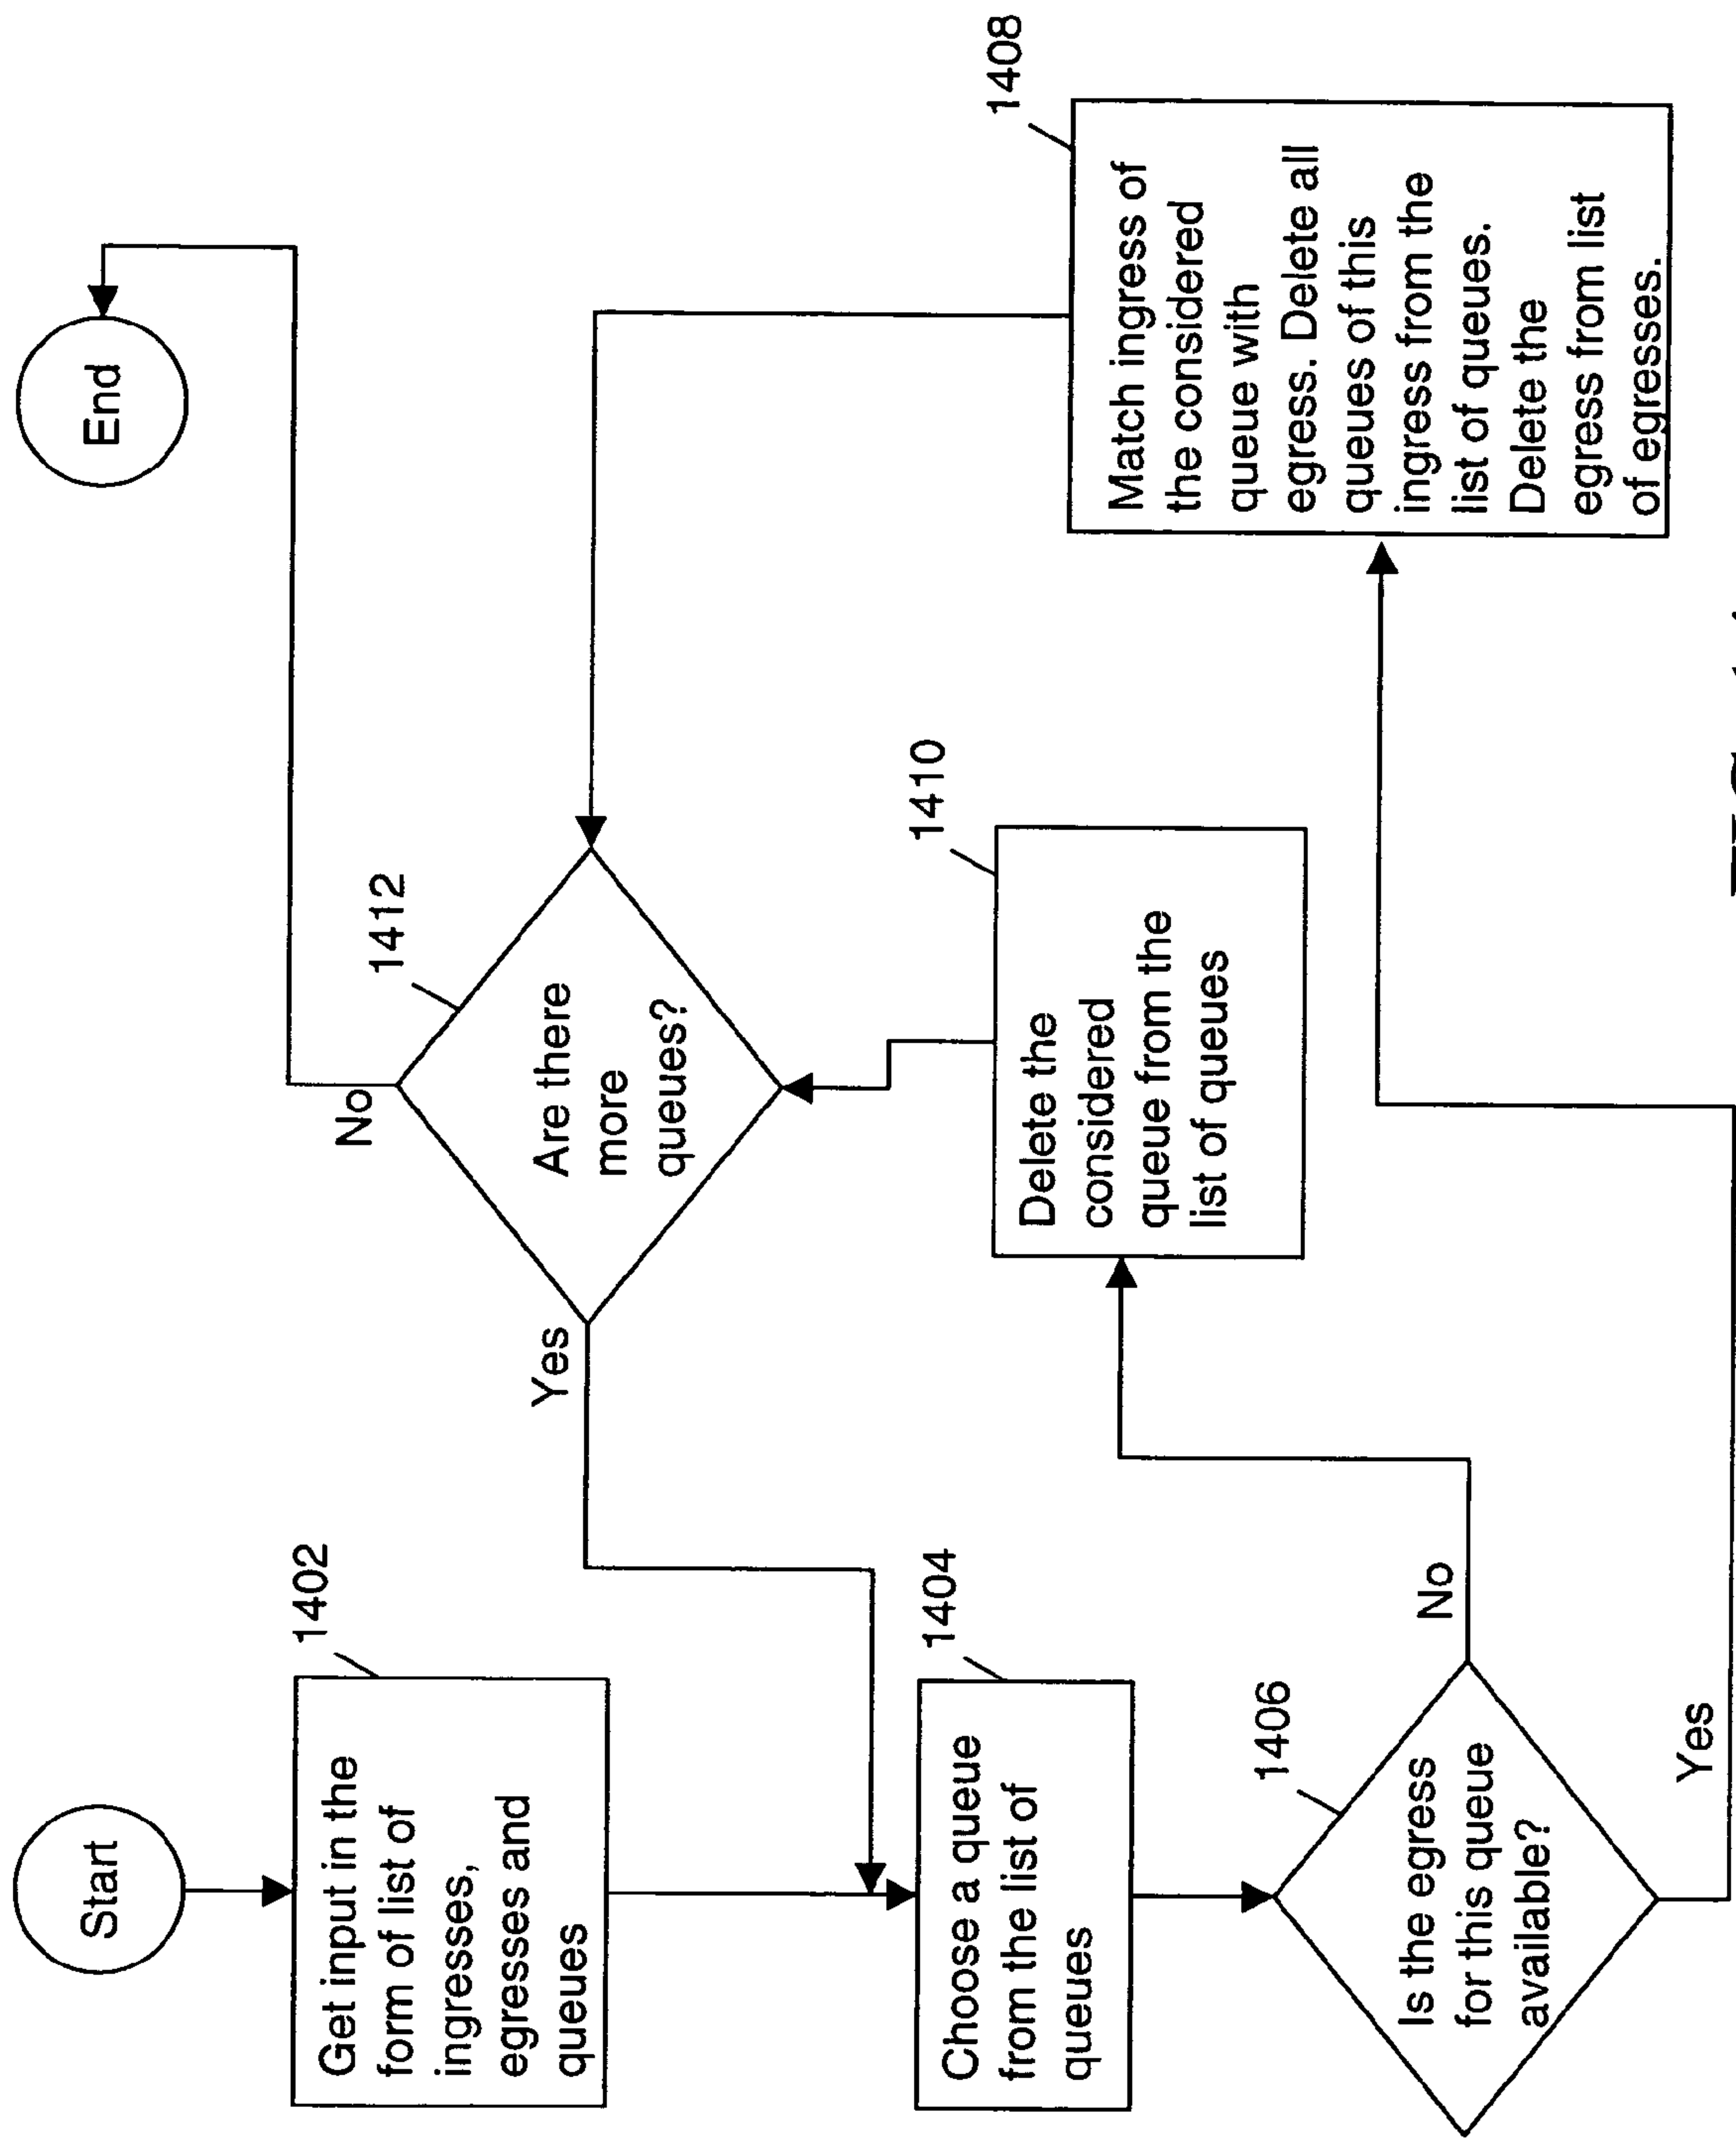 Start
1402
Get input in the
form of list of
ingresses,
egresses and
queues
1404
Choose a queue
from the list of
queues
1406
Is the egress
for this queue
available?
No
Yes
End
1412
Are there
more
queues?
No
Yes
1410
Delete the
considered
queue from the
list of queues
1408
Match ingress of
the considered
queue with
egress. Delete all
queues of this
ingress from the
list of queues.
Delete the
egress from list
of egresses.